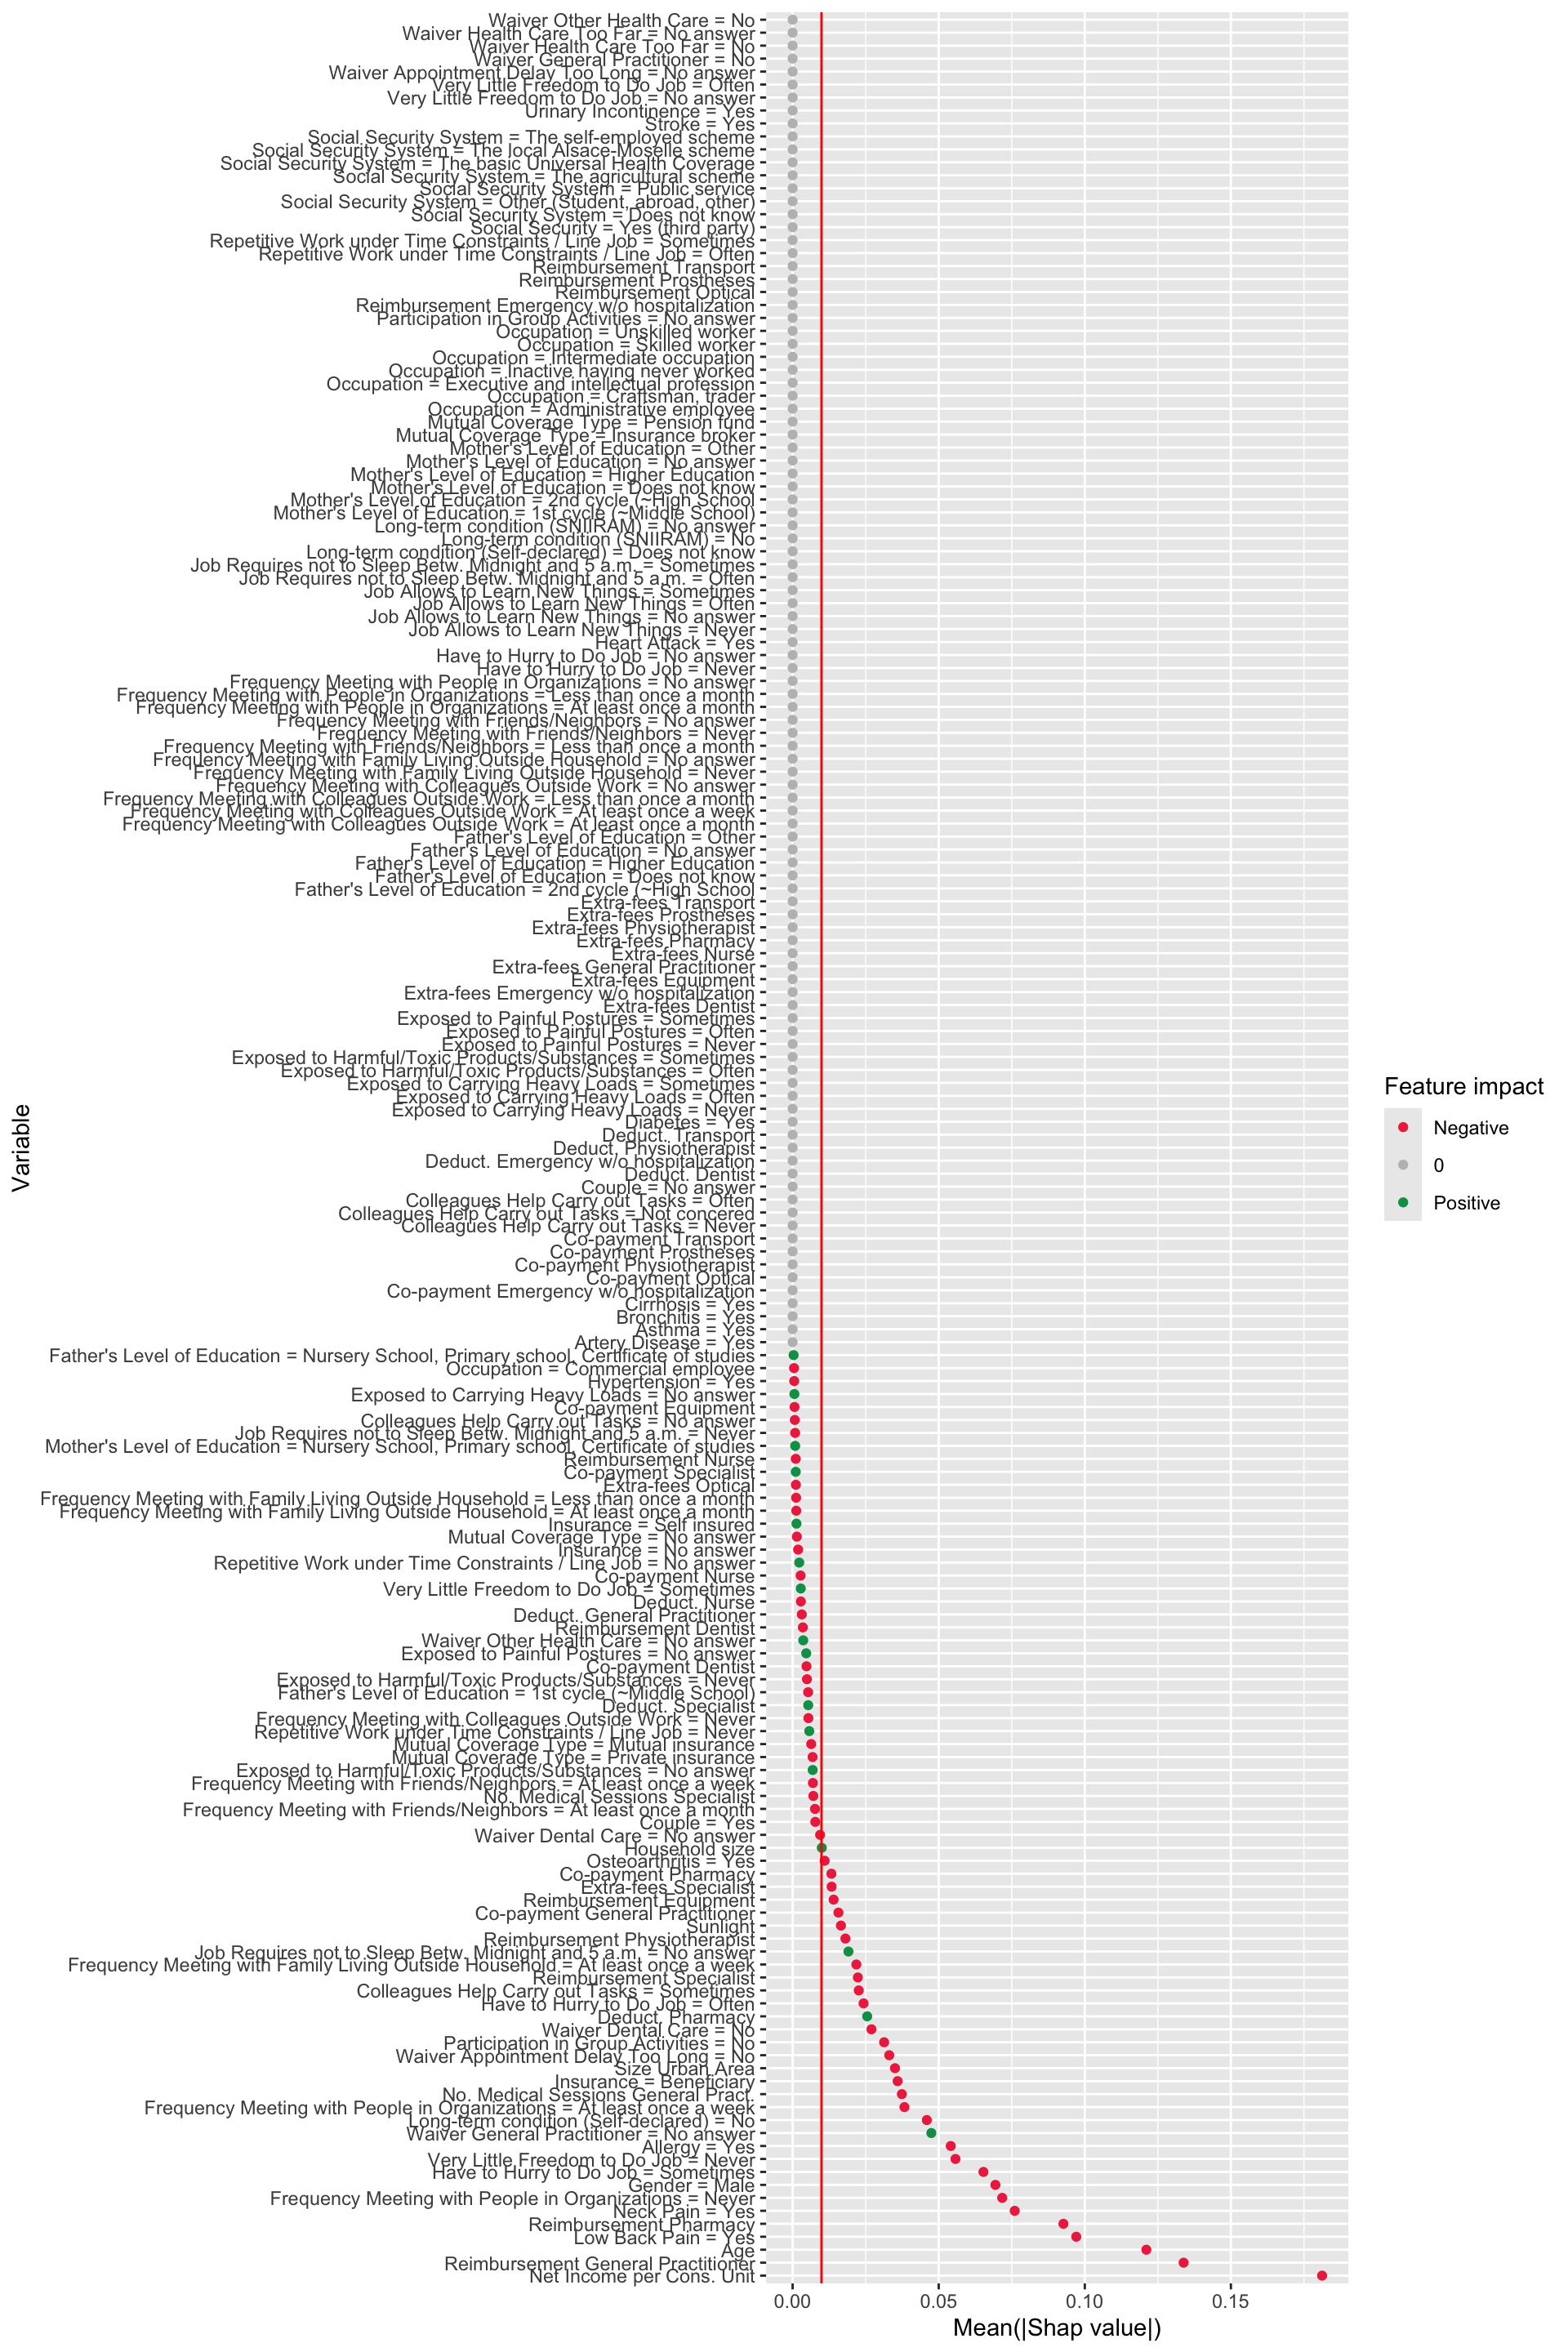 Waiver Other Health Care = No
Waiver Health Care Too Far = No answer
Waiver Health Care Too Far = No
Waiver General Practitioner = No
Waiver Appointment Delay Too Long = No answer
Very Little Freedom to Do Job = Often
Very Little Freedom to Do Job = No answer
Urinary Incontinence = Yes
Stroke = Yes
Social Security System = The self-employed scheme
Social Security System = The local Alsace-Moselle scheme
Social Security System = The basic Universal Health Coverage
Social Security System = The agricultural scheme
Social Security System = Public service
Social Security System = Other (Student, abroad, other)
Social Security System = Does not know
Social Security = Yes (third party)
Repetitive Work under Time Constraints / Line Job = Sometimes
Repetitive Work under Time Constraints / Line Job = Often
Reimbursement Transport
Reimbursement Prostheses
Reimbursement Optical
Reimbursement Emergency w/o hospitalization
Participation in Group Activities = No answer
Occupation = Unskilled worker
Occupation = Skilled worker
Occupation = Intermediate occupation
Occupation = Inactive having never worked
Occupation = Executive and intellectual profession
Occupation = Craftsman, trader
Occupation = Administrative employee
Mutual Coverage Type = Pension fund
Mutual Coverage Type = Insurance broker
Mother's Level of Education = Other
Mother's Level of Education = No answer
Mother's Level of Education = Higher Education
Mother's Level of Education = Does not know
Mother's Level of Education = 2nd cycle (~High School
Mother's Level of Education = 1st cycle (~Middle School)
Long-term condition (SNIIRAM) = No answer
Long-term condition (SNIIRAM) = No
Long-term condition (Self-declared) = Does not know
Job Requires not to Sleep Betw. Midnight and 5 a.m. = Sometimes
Job Requires not to Sleep Betw. Midnight and 5 a.m. = Often
Job Allows to Learn New Things = Sometimes
Job Allows to Learn New Things = Often
Job Allows to Learn New Things = No answer
Job Allows to Learn New Things = Never
Heart Attack = Yes
Have to Hurry to Do Job = No answer
Have to Hurry to Do Job = Never
Frequency Meeting with People in Organizations = No answer
Frequency Meeting with People in Organizations = Less than once a month
Frequency Meeting with People in Organizations = At least once a month
Frequency Meeting with Friends/Neighbors = No answer
Frequency Meeting with Friends/Neighbors = Never
Frequency Meeting with Friends/Neighbors = Less than once a month
Frequency Meeting with Family Living Outside Household = No answer
Frequency Meeting with Family Living Outside Household = Never
Frequency Meeting with Colleagues Outside Work = No answer
Frequency Meeting with Colleagues Outside Work = Less than once a month
Frequency Meeting with Colleagues Outside Work = At least once a week
Frequency Meeting with Colleagues Outside Work = At least once a month
Father's Level of Education = Other
Father's Level of Education = No answer
Father's Level of Education = Higher Education
Father's Level of Education = Does not know
Father's Level of Education = 2nd cycle (~High School
Extra-fees Transport
Extra-fees Prostheses
Extra-fees Physiotherapist
Extra-fees Pharmacy
Extra-fees Nurse
Extra-fees General Practitioner
Extra-fees Equipment
Extra-fees Emergency w/o hospitalization
Extra-fees Dentist
Exposed to Painful Postures = Sometimes
Exposed to Painful Postures = Often
Exposed to Painful Postures = Never
Exposed to Harmful/Toxic Products/Substances = Sometimes
Exposed to Harmful/Toxic Products/Substances = Often
Exposed to Carrying Heavy Loads = Sometimes
Exposed to Carrying Heavy Loads = Often
Exposed to Carrying Heavy Loads = Never
Diabetes = Yes
Deduct. Transport
Deduct. Physiotherapist
Deduct. Emergency w/o hospitalization
Deduct. Dentist
Couple = No answer
Colleagues Help Carry out Tasks = Often
Colleagues Help Carry out Tasks = Not concered
Colleagues Help Carry out Tasks = Never
Co-payment Transport
Co-payment Prostheses
Co-payment Physiotherapist
Co-payment Optical
Co-payment Emergency w/o hospitalization
Cirrhosis = Yes
Bronchitis = Yes
Asthma = Yes
Artery Disease = Yes
Father's Level of Education = Nursery School, Primary school, Certificate of studies
Occupation = Commercial employee
Hypertension = Yes
Exposed to Carrying Heavy Loads = No answer
Co-payment Equipment
Colleagues Help Carry out Tasks = No answer
Job Requires not to Sleep Betw. Midnight and 5 a.m. = Never
Mother's Level of Education = Nursery School, Primary school, Certificate of studies
Reimbursement Nurse
Co-payment Specialist
Extra-fees Optical
Frequency Meeting with Family Living Outside Household = Less than once a month
Frequency Meeting with Family Living Outside Household = At least once a month
Insurance = Self insured
Mutual Coverage Type = No answer
Insurance = No answer
Repetitive Work under Time Constraints / Line Job = No answer
Co-payment Nurse
Very Little Freedom to Do Job = Sometimes
Deduct. Nurse
Deduct. General Practitioner
Reimbursement Dentist
Waiver Other Health Care = No answer
Exposed to Painful Postures = No answer
Co-payment Dentist
Exposed to Harmful/Toxic Products/Substances = Never
Father's Level of Education = 1st cycle (~Middle School)
Deduct. Specialist
Frequency Meeting with Colleagues Outside Work = Never
Repetitive Work under Time Constraints / Line Job = Never
Mutual Coverage Type = Mutual insurance
Mutual Coverage Type = Private insurance
Exposed to Harmful/Toxic Products/Substances = No answer
Frequency Meeting with Friends/Neighbors = At least once a week
No. Medical Sessions Specialist
Frequency Meeting with Friends/Neighbors = At least once a month
Couple = Yes
Waiver Dental Care = No answer
Household size
Osteoarthritis = Yes
Co-payment Pharmacy
Extra-fees Specialist
Reimbursement Equipment
Co-payment General Practitioner
Sunlight
Reimbursement Physiotherapist
Job Requires not to Sleep Betw. Midnight and 5 a.m. = No answer
Frequency Meeting with Family Living Outside Household = At least once a week
Reimbursement Specialist
Colleagues Help Carry out Tasks = Sometimes
Have to Hurry to Do Job = Often
Deduct. Pharmacy
Waiver Dental Care = No
Participation in Group Activities = No
Waiver Appointment Delay Too Long = No
Size Urban Area
Insurance = Beneficiary
No. Medical Sessions General Pract.
Frequency Meeting with People in Organizations = At least once a week
Long-term condition (Self-declared) = No
Waiver General Practitioner = No answer
Allergy = Yes
Very Little Freedom to Do Job = Never
Have to Hurry to Do Job = Sometimes
Gender = Male
Frequency Meeting with People in Organizations = Never
Neck Pain = Yes
Reimbursement Pharmacy
Low Back Pain = Yes
Age
Reimbursement General Practitioner
Net Income per Cons. Unit
0.00 0.05 0.10 0.15
Mean(|Shap value|)
Variable
Feature impact
Negative
0
Positive